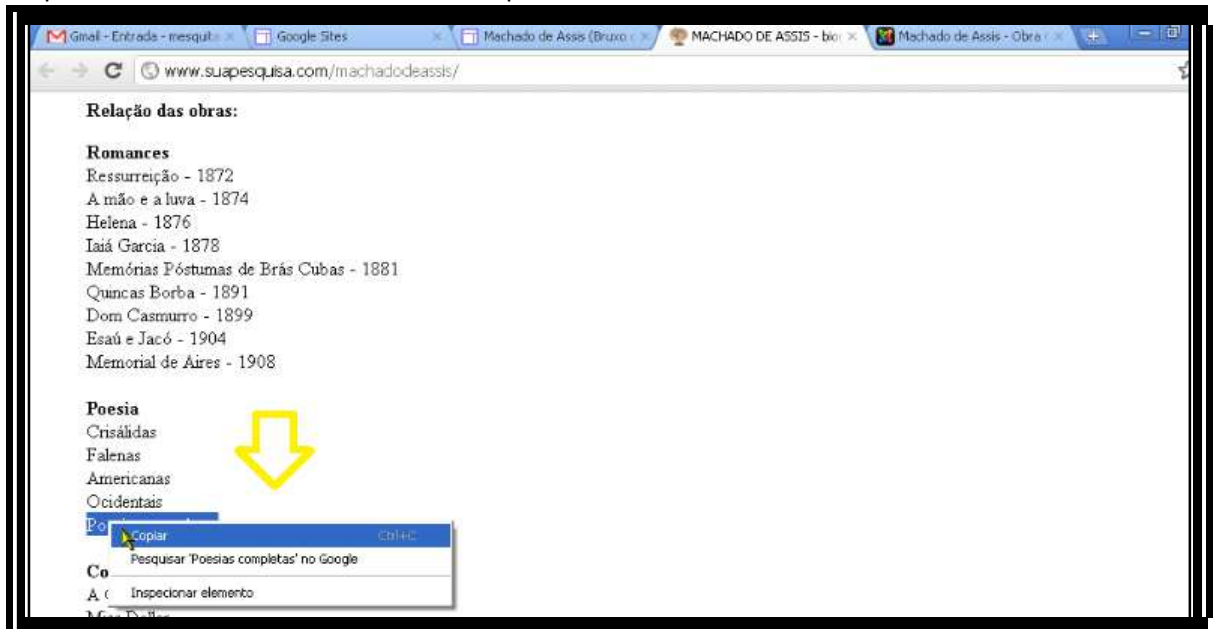 Gmail - Entrada - mesquit
Google Sites
Machado de Assis (Bruxo
MACHADO DE ASSIS - bio
Machado de Assis - Obra
www.suapesquisa.com/machadodeassis/
Relação das obras:
Romances
Ressurreição - 1872
A mão e a luva - 1874
Helena - 1876
Iaiá Garcia - 1878
Memórias Póstumas de Brás Cubas - 1881
Quincas Borba - 1891
Dom Casmurro - 1899
Esaú e Jacó - 1904
Memorial de Aires - 1908
Poesia
Crisálidas
Falenas
Americanas
Ocidentais
Po
Copiar Ctrl+C
Pesquisar 'Poesias completas' no Google
Co
A
Inspecionar elemento